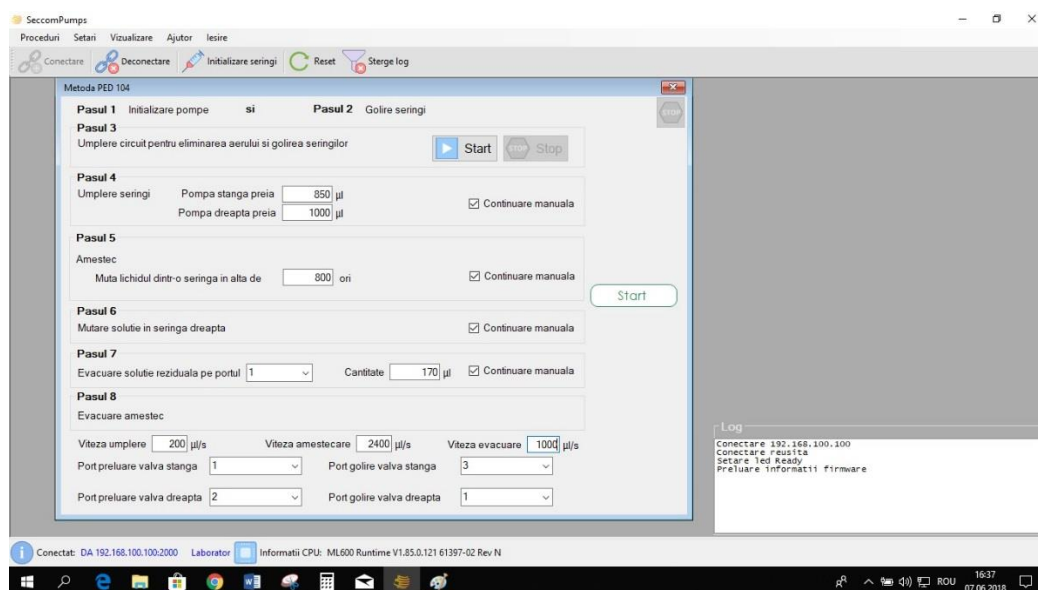 SeccomPumps
Proceduri Setari Vizualizare Ajutor Iesire
Conectare Deconectare Initializare seringi Reset Sterge log
Metoda PED 104
Pasul 1 Initializare pompe si Pasul 2 Golire seringi
STOP
Pasul 3
Umplere circuit pentru eliminarea aerului si golirea seringilor
Start STOP Stop
Pasul 4
Umplere seringi Pompa stanga preia 850 µl
Pompa dreapta preia 1000 µl
Continuare manuala
Pasul 5
Amestec
Muta lichidul dintr-o seringa in alta de 800 ori Continuare manuala
Start
Pasul 6
Mutare solutie in seringa dreapta Continuare manuala
Pasul 7
Evacuare solutie reziduala pe portul 1 Cantitate 170 µl Continuare manuala
Pasul 8
Evacuare amestec
Viteza umplere 200 µl/s Viteza amestecare 2400 µl/s Viteza evacuare 1000 µl/s
Port preluare valva stanga 1 Port golire valva stanga 3
Port preluare valva dreapta 2 Port golire valva dreapta 1
Log
Conectare 192.168.100.100
Conectare reusita
Setare led Ready
Preluare informatii firmware
Conectat: DA 192.168.100.100:2000 Laborator Informatii CPU: ML600 Runtime V1.85.0.121 61397-02 Rev N
ROU
16:37
07.06.2018